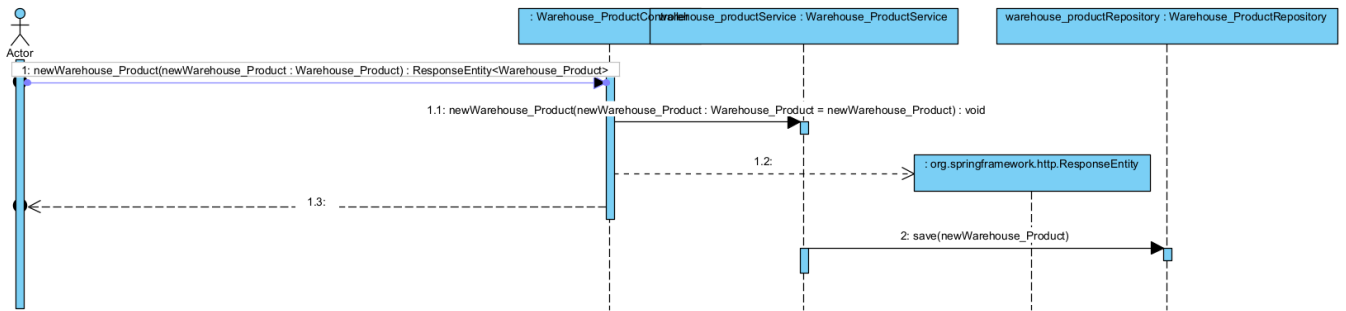 : Warehouse_ProductController
warehouse_productService : Warehouse_ProductService
warehouse_productRepository : Warehouse_ProductRepository
Actor
1: newWarehouse_Product(newWarehouse_Product : Warehouse_Product) : ResponseEntity<Warehouse_Product>
1.1: newWarehouse_Product(newWarehouse_Product : Warehouse_Product = newWarehouse_Product) : void
1.2:
: org.springframework.http.ResponseEntity
1.3:
2: save(newWarehouse_Product)